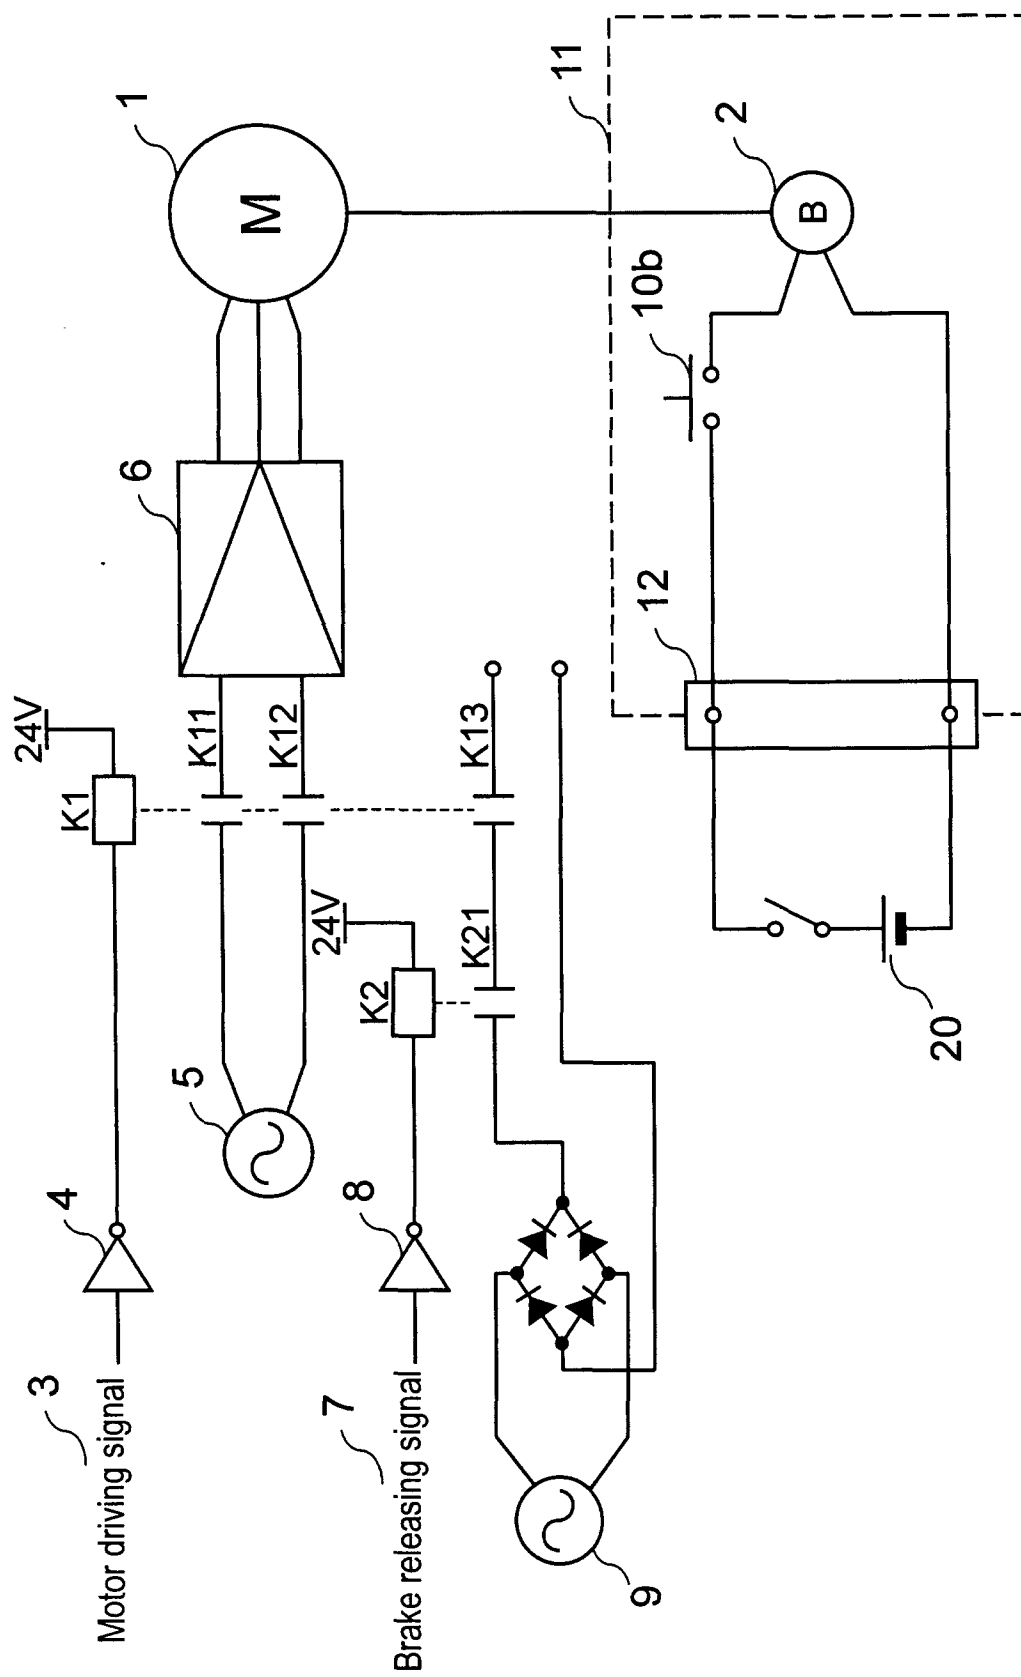 Motor driving signal
3
4
K1
24V
5
K11
K12
6
M
1
Brake releasing signal
7
8
K2
24V
9
K21
K13
20
12
10b
11
B
2